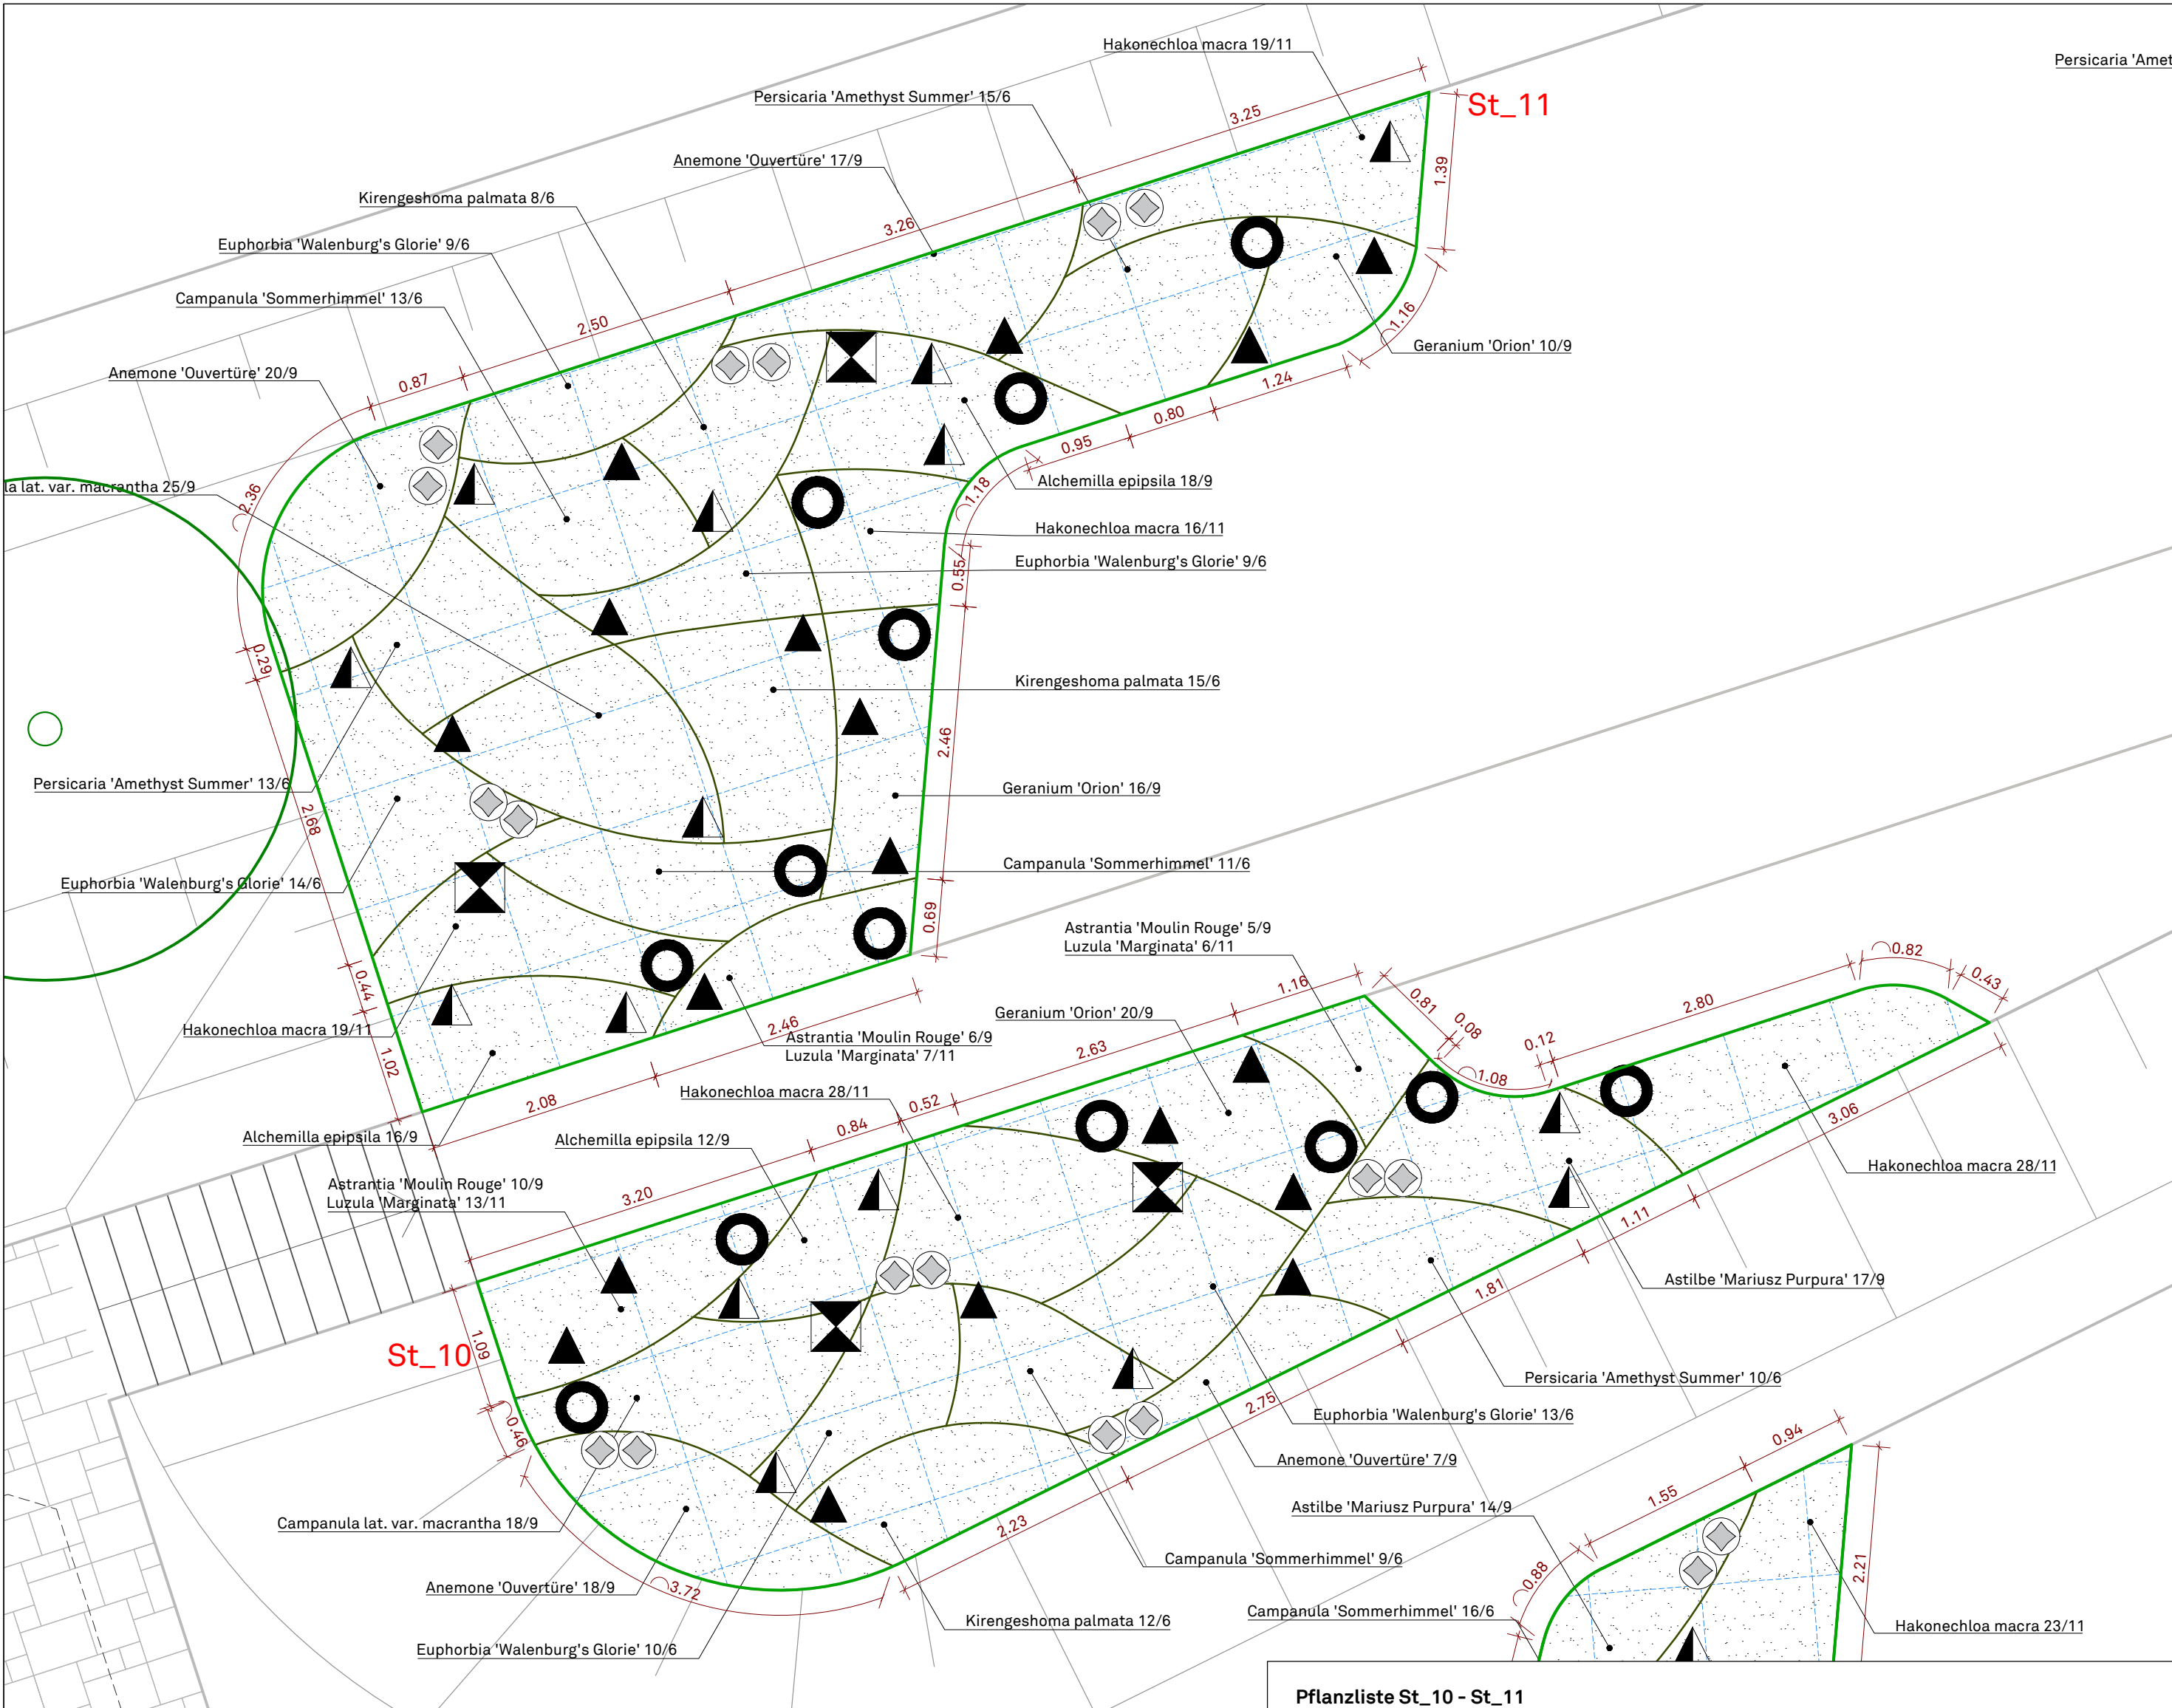 Hakonechloa macra 19/11
Persicaria 'Amet
Persicaria 'Amethyst Summer' 15/6
3.25
St_11
1.39
Anemone 'Ouvertüre' 17/9
Kirengeshoma palmata 8/6
3.26
Euphorbia 'Walenburg's Glorie' 9/6
Campanula 'Sommerhimmel' 13/6
2.50
1.16
Geranium 'Orion' 10/9
Anemone 'Ouvertüre' 20/9
0.87
1.24
0.80
0.95
la lat. var. macrantha 25/9
2.36
1.18
Alchemilla epipsila 18/9
Hakonechloa macra 16/11
Euphorbia 'Walenburg's Glorie' 9/6
0.55
0.29
Kirengeshoma palmata 15/6
2.46
Persicaria 'Amethyst Summer' 13/6
Geranium 'Orion' 16/9
2.68
Campanula 'Sommerhimmel' 11/6
Euphorbia 'Walenburg's Glorie' 14/6
0.69
Astrantia 'Moulin Rouge' 5/9
Luzula 'Marginata' 6/11
0.82
0.43
0.44
1.16
0.81
2.80
Geranium 'Orion' 20/9
Hakonechloa macra 19/11
2.46
0.08
0.12
Astrantia 'Moulin Rouge' 6/9
Luzula 'Marginata' 7/11
2.63
1.02
1.08
Hakonechloa macra 28/11
2.08
0.52
3.06
0.84
Alchemilla epipsila 16/9
Alchemilla epipsila 12/9
Hakonechloa macra 28/11
Astrantia 'Moulin Rouge' 10/9
Luzula 'Marginata' 13/11
3.20
1.11
Astilbe 'Mariusz Purpura' 17/9
1.81
St_10
1.09
Persicaria 'Amethyst Summer' 10/6
2.75
Euphorbia 'Walenburg's Glorie' 13/6
0.46
0.94
Anemone 'Ouvertüre' 7/9
1.55
Astilbe 'Mariusz Purpura' 14/9
Campanula lat. var. macrantha 18/9
2.23
Campanula 'Sommerhimmel' 9/6
2.21
Anemone 'Ouvertüre' 18/9
3.72
0.88
Campanula 'Sommerhimmel' 16/6
Kirengeshoma palmata 12/6
Hakonechloa macra 23/11
Euphorbia 'Walenburg's Glorie' 10/6
Pflanzliste St_10 - St_11